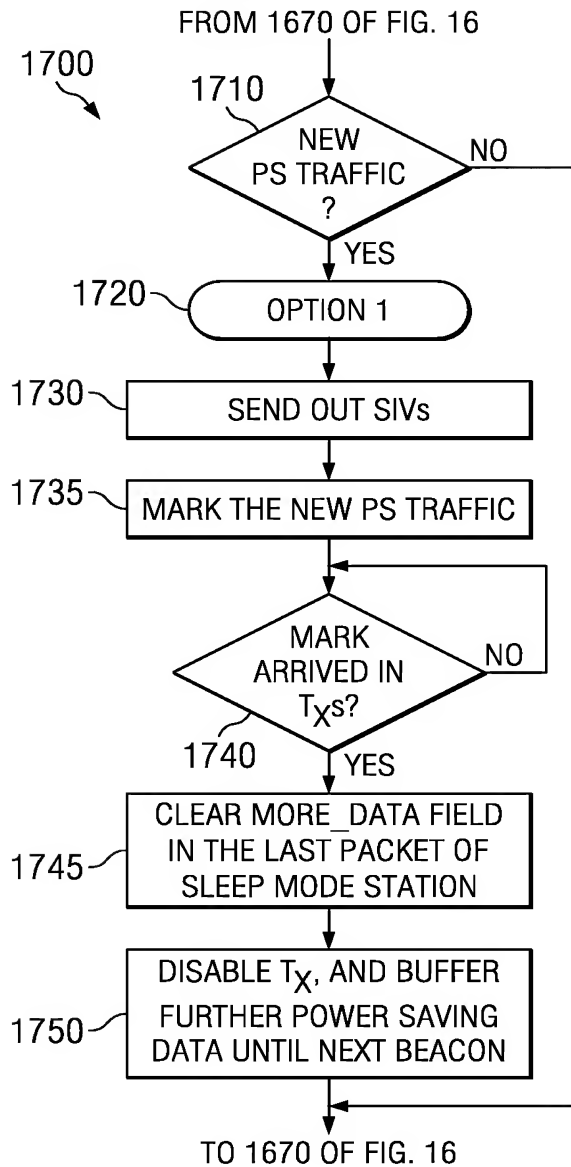 FROM 1670 OF FIG. 16
1700
1710
NEW
PS TRAFFIC
?
NO
YES
1720
OPTION 1
1730
SEND OUT SIVs
1735
MARK THE NEW PS TRAFFIC
MARK
ARRIVED IN
TXs?
NO
1740
YES
1745
CLEAR MORE_DATA FIELD
IN THE LAST PACKET OF
SLEEP MODE STATION
1750
DISABLE TX, AND BUFFER
FURTHER POWER SAVING
DATA UNTIL NEXT BEACON
TO 1670 OF FIG. 16